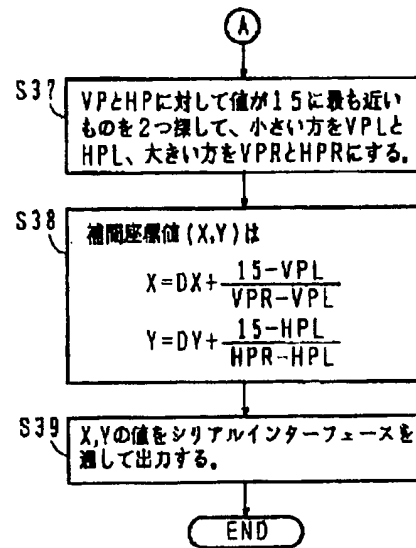 A
S37
VPとHPに対して値が15に最も近い
ものを2つ探して、小さい方をVPLと
HPL、大きい方をVPRとHPRにする。
S38
補間座標値(X,Y)は
X=DX+ 15-VPL / VPR-VPL
Y=DY+ 15-HPL / HPR-HPL
S39
X,Yの値をシリアルインターフェースを
通して出力する。
END